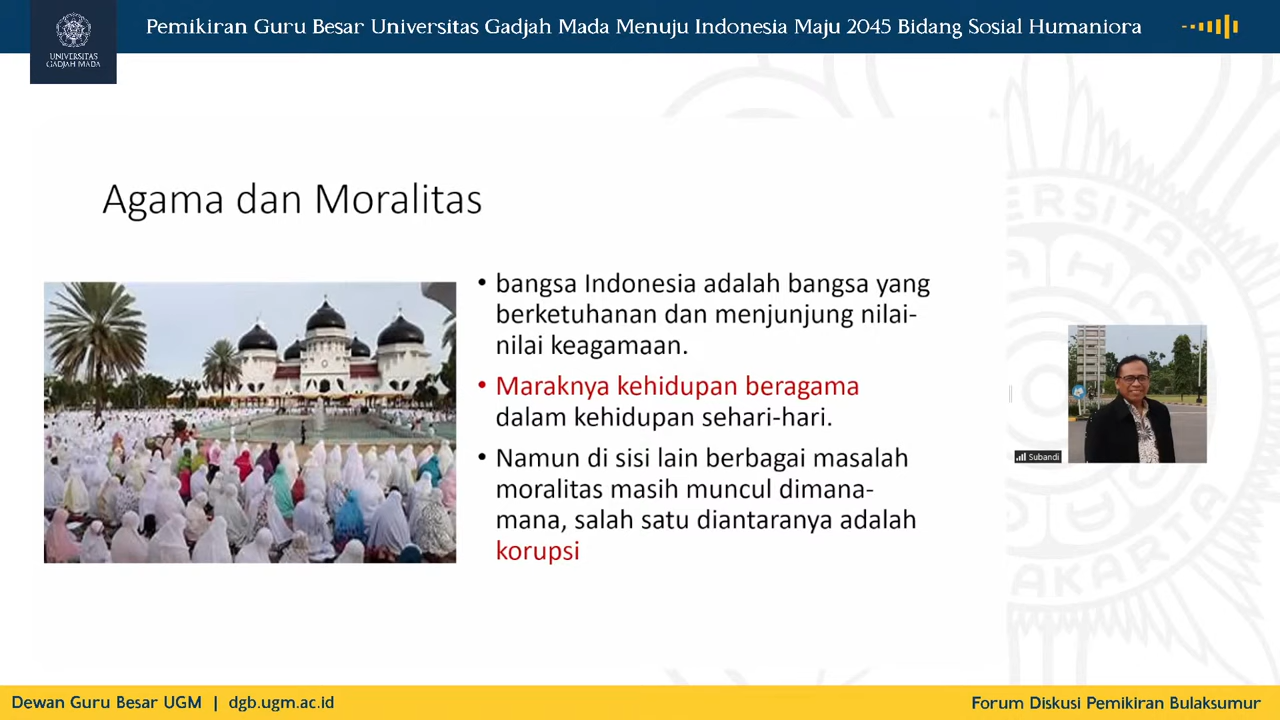 Pemikiran Guru Besar Universitas Gadjah Mada Menuju Indonesia Maju 2045 Bidang Sosial Humaniora
UNIVERSITAS
GADJAH MADA
Agama dan Moralitas
• bangsa Indonesia adalah bangsa yang
berketuhanan dan menjunjung nilai-
nilai keagamaan.
• Maraknya kehidupan beragama
dalam kehidupan sehari-hari.
• Namun di sisi lain berbagai masalah
moralitas masih muncul dimana-
mana, salah satu diantaranya adalah
korupsi
Subandi
Dewan Guru Besar UGM | dgb.ugm.ac.id
Forum Diskusi Pemikiran Bulaksumur